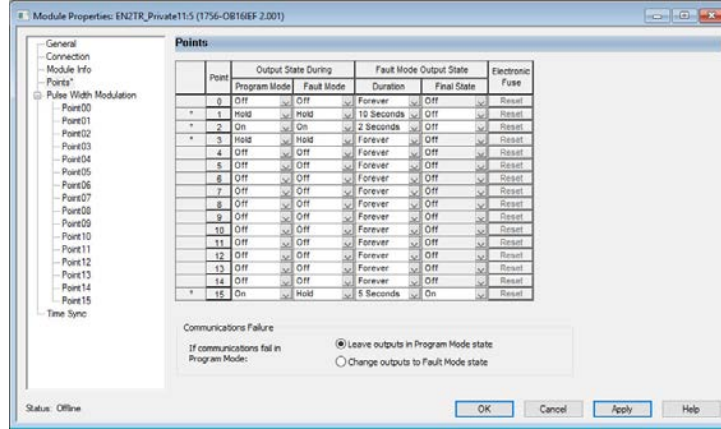 Module Properties: EN2TR_Private11:5 (1756-OB16IEF 2.001)
General
Connection
Module Info
Points*
Pulse Width Modulation
Point00
Point01
Point02
Point03
Point04
Point05
Point06
Point07
Point08
Point09
Point10
Point11
Point12
Point13
Point14
Point15
Time Sync
Points
Point Output State During Fault Mode Output State Electronic Fuse
Program Mode Fault Mode Duration Final State
0 Off Off Forever Off Reset
* 1 Hold Hold 10 Seconds Off Reset
* 2 On On 2 Seconds Off Reset
* 3 Hold Hold Forever Off Reset
4 Off Off Forever Off Reset
5 Off Off Forever Off Reset
6 Off Off Forever Off Reset
7 Off Off Forever Off Reset
8 Off Off Forever Off Reset
9 Off Off Forever Off Reset
10 Off Off Forever Off Reset
11 Off Off Forever Off Reset
12 Off Off Forever Off Reset
13 Off Off Forever Off Reset
14 Off Off Forever Off Reset
* 15 On Hold 5 Seconds On Reset
Communications Failure
If communications fail in
Program Mode:
Leave outputs in Program Mode state
Change outputs to Fault Mode state
Status: Offline
OK Cancel Apply Help